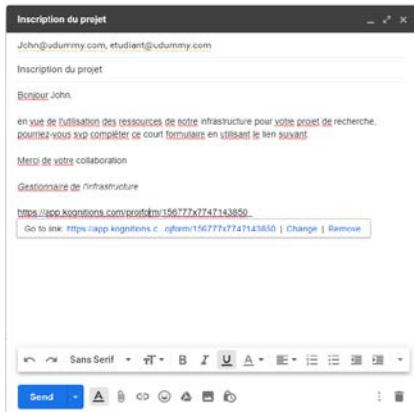 Inscription du projet
John@udummy.com, etudiant@udummy.com
Inscription du projet
Bonjour John,
en vue de l'utilisation des ressources de notre infrastructure pour votre projet de recherche,
pourriez-vous svp compléter ce court formulaire en utilisant le lien suivant.
Merci de votre collaboration
Gestionnaire de l'infrastructure
https://app.kognitions.com/projform/156777x7747143850
Go to link: https://app.kognitions.c...ojform/156777x7747143850 | Change | Remove
Sans Serif
B I U A
Send A